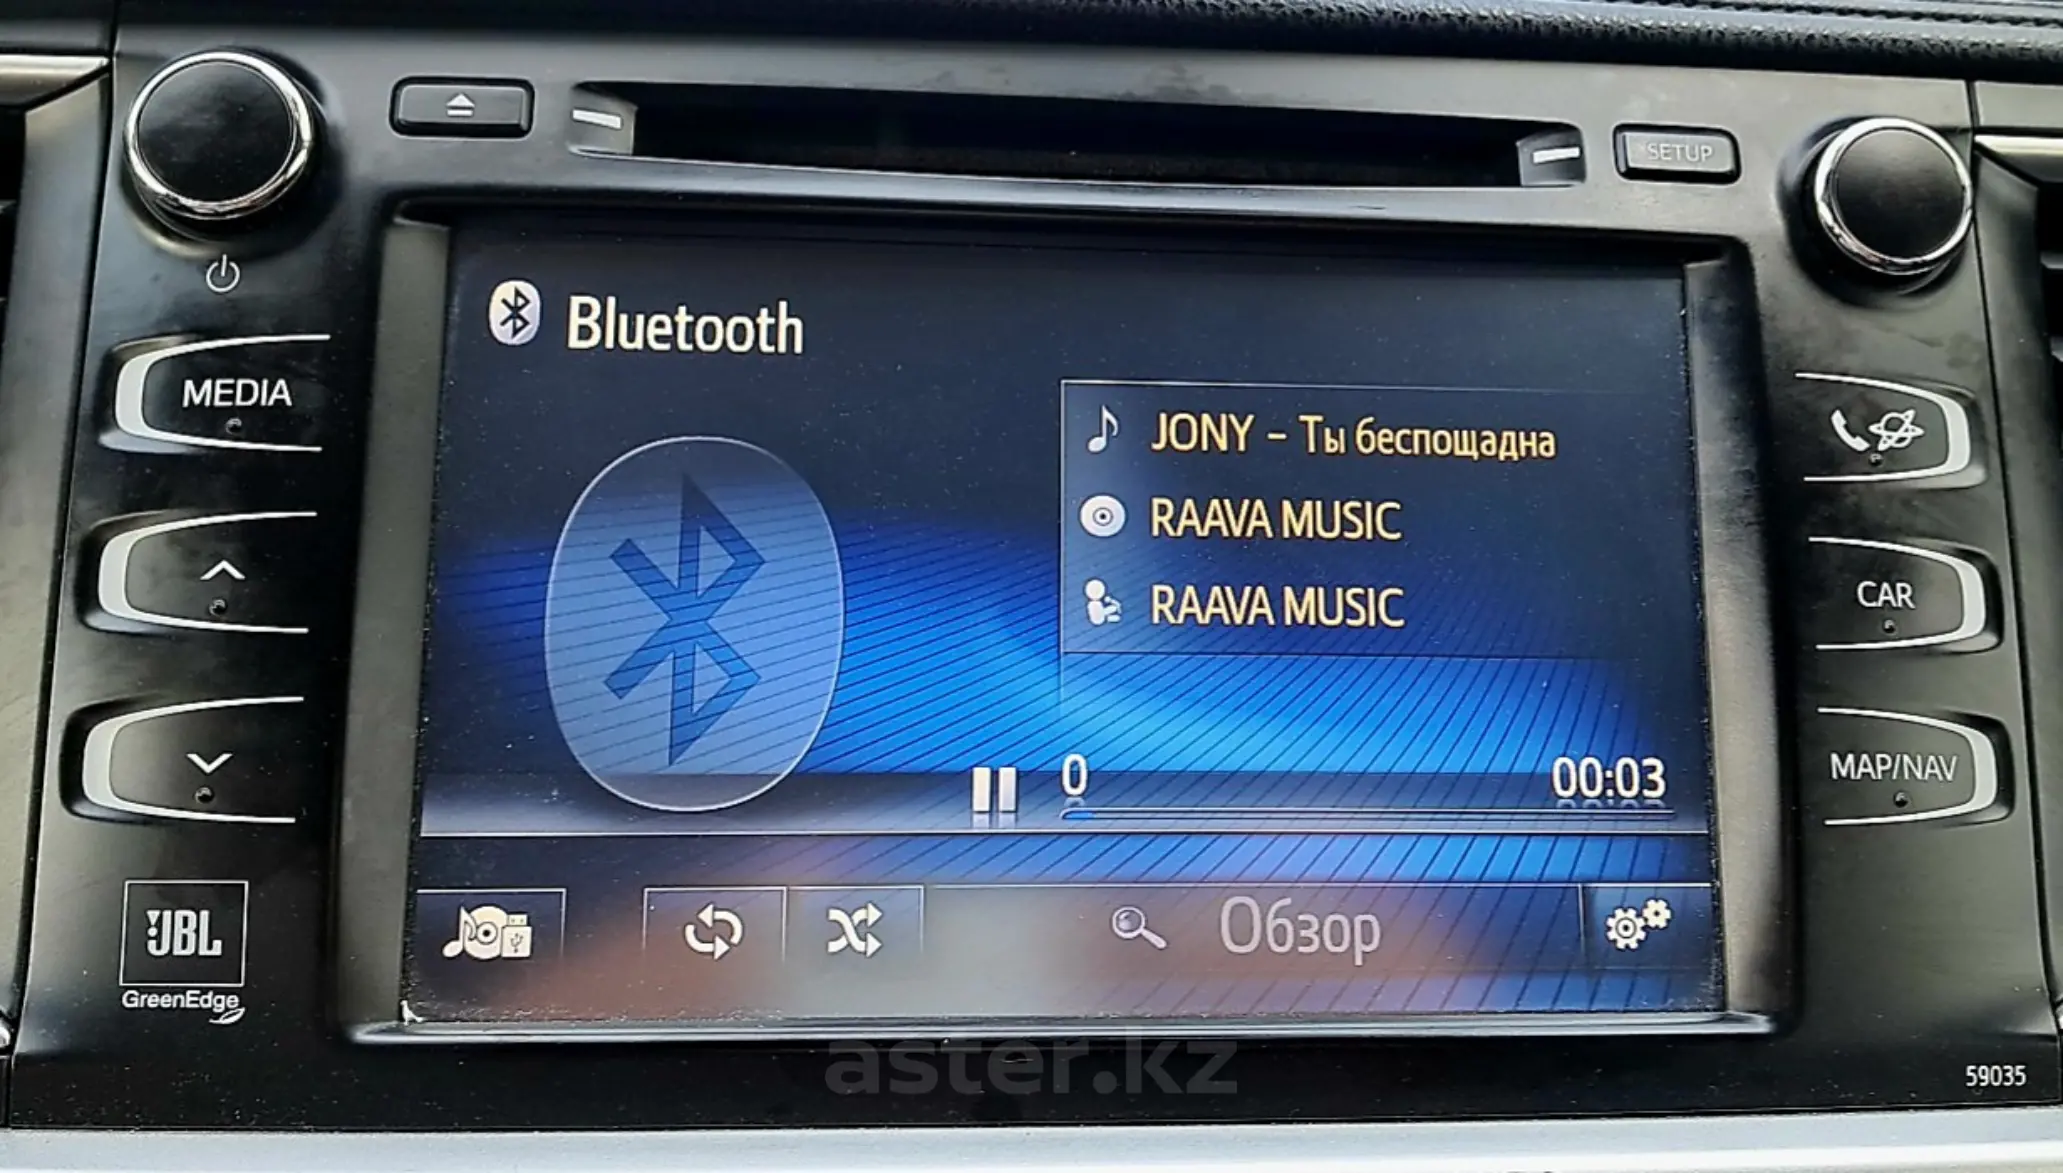 SETUP
Bluetooth
MEDIA
JONY – Ты беспощадна
RAAVA MUSIC
CAR
RAAVA MUSIC
MAP/NAV
0
00:03
JBL
GreenEdge
Обзор
aster.kz
59035